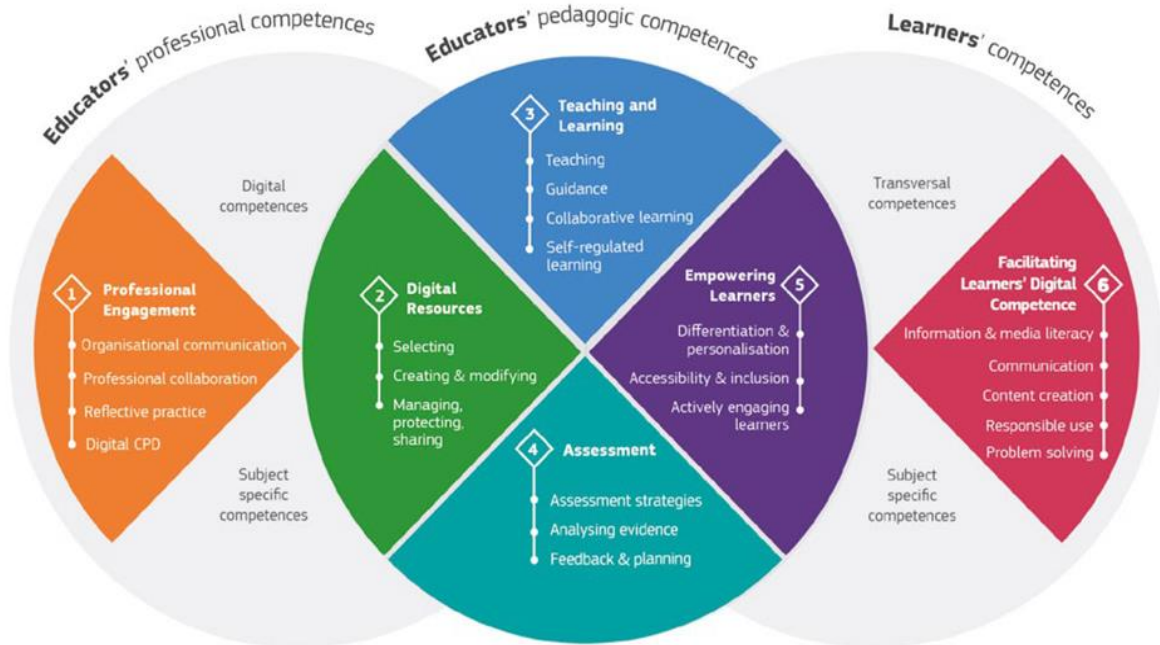 Educators' professional competences
Educators' pedagogic competences
Learners' competences
Digital
competences
Subject
specific
competences
1
Professional
Engagement
Organisational communication
Professional collaboration
Reflective practice
Digital CPD
2
Digital
Resources
Selecting
Creating & modifying
Managing,
protecting,
sharing
3
Teaching and
Learning
Teaching
Guidance
Collaborative learning
Self-regulated
learning
4
Assessment
Assessment strategies
Analysing evidence
Feedback & planning
Empowering
Learners
5
Differentiation &
personalisation
Accessibility & inclusion
Actively engaging
learners
Transversal
competences
Subject
specific
competences
Facilitating
Learners' Digital
Competence
6
Information & media literacy
Communication
Content creation
Responsible use
Problem solving